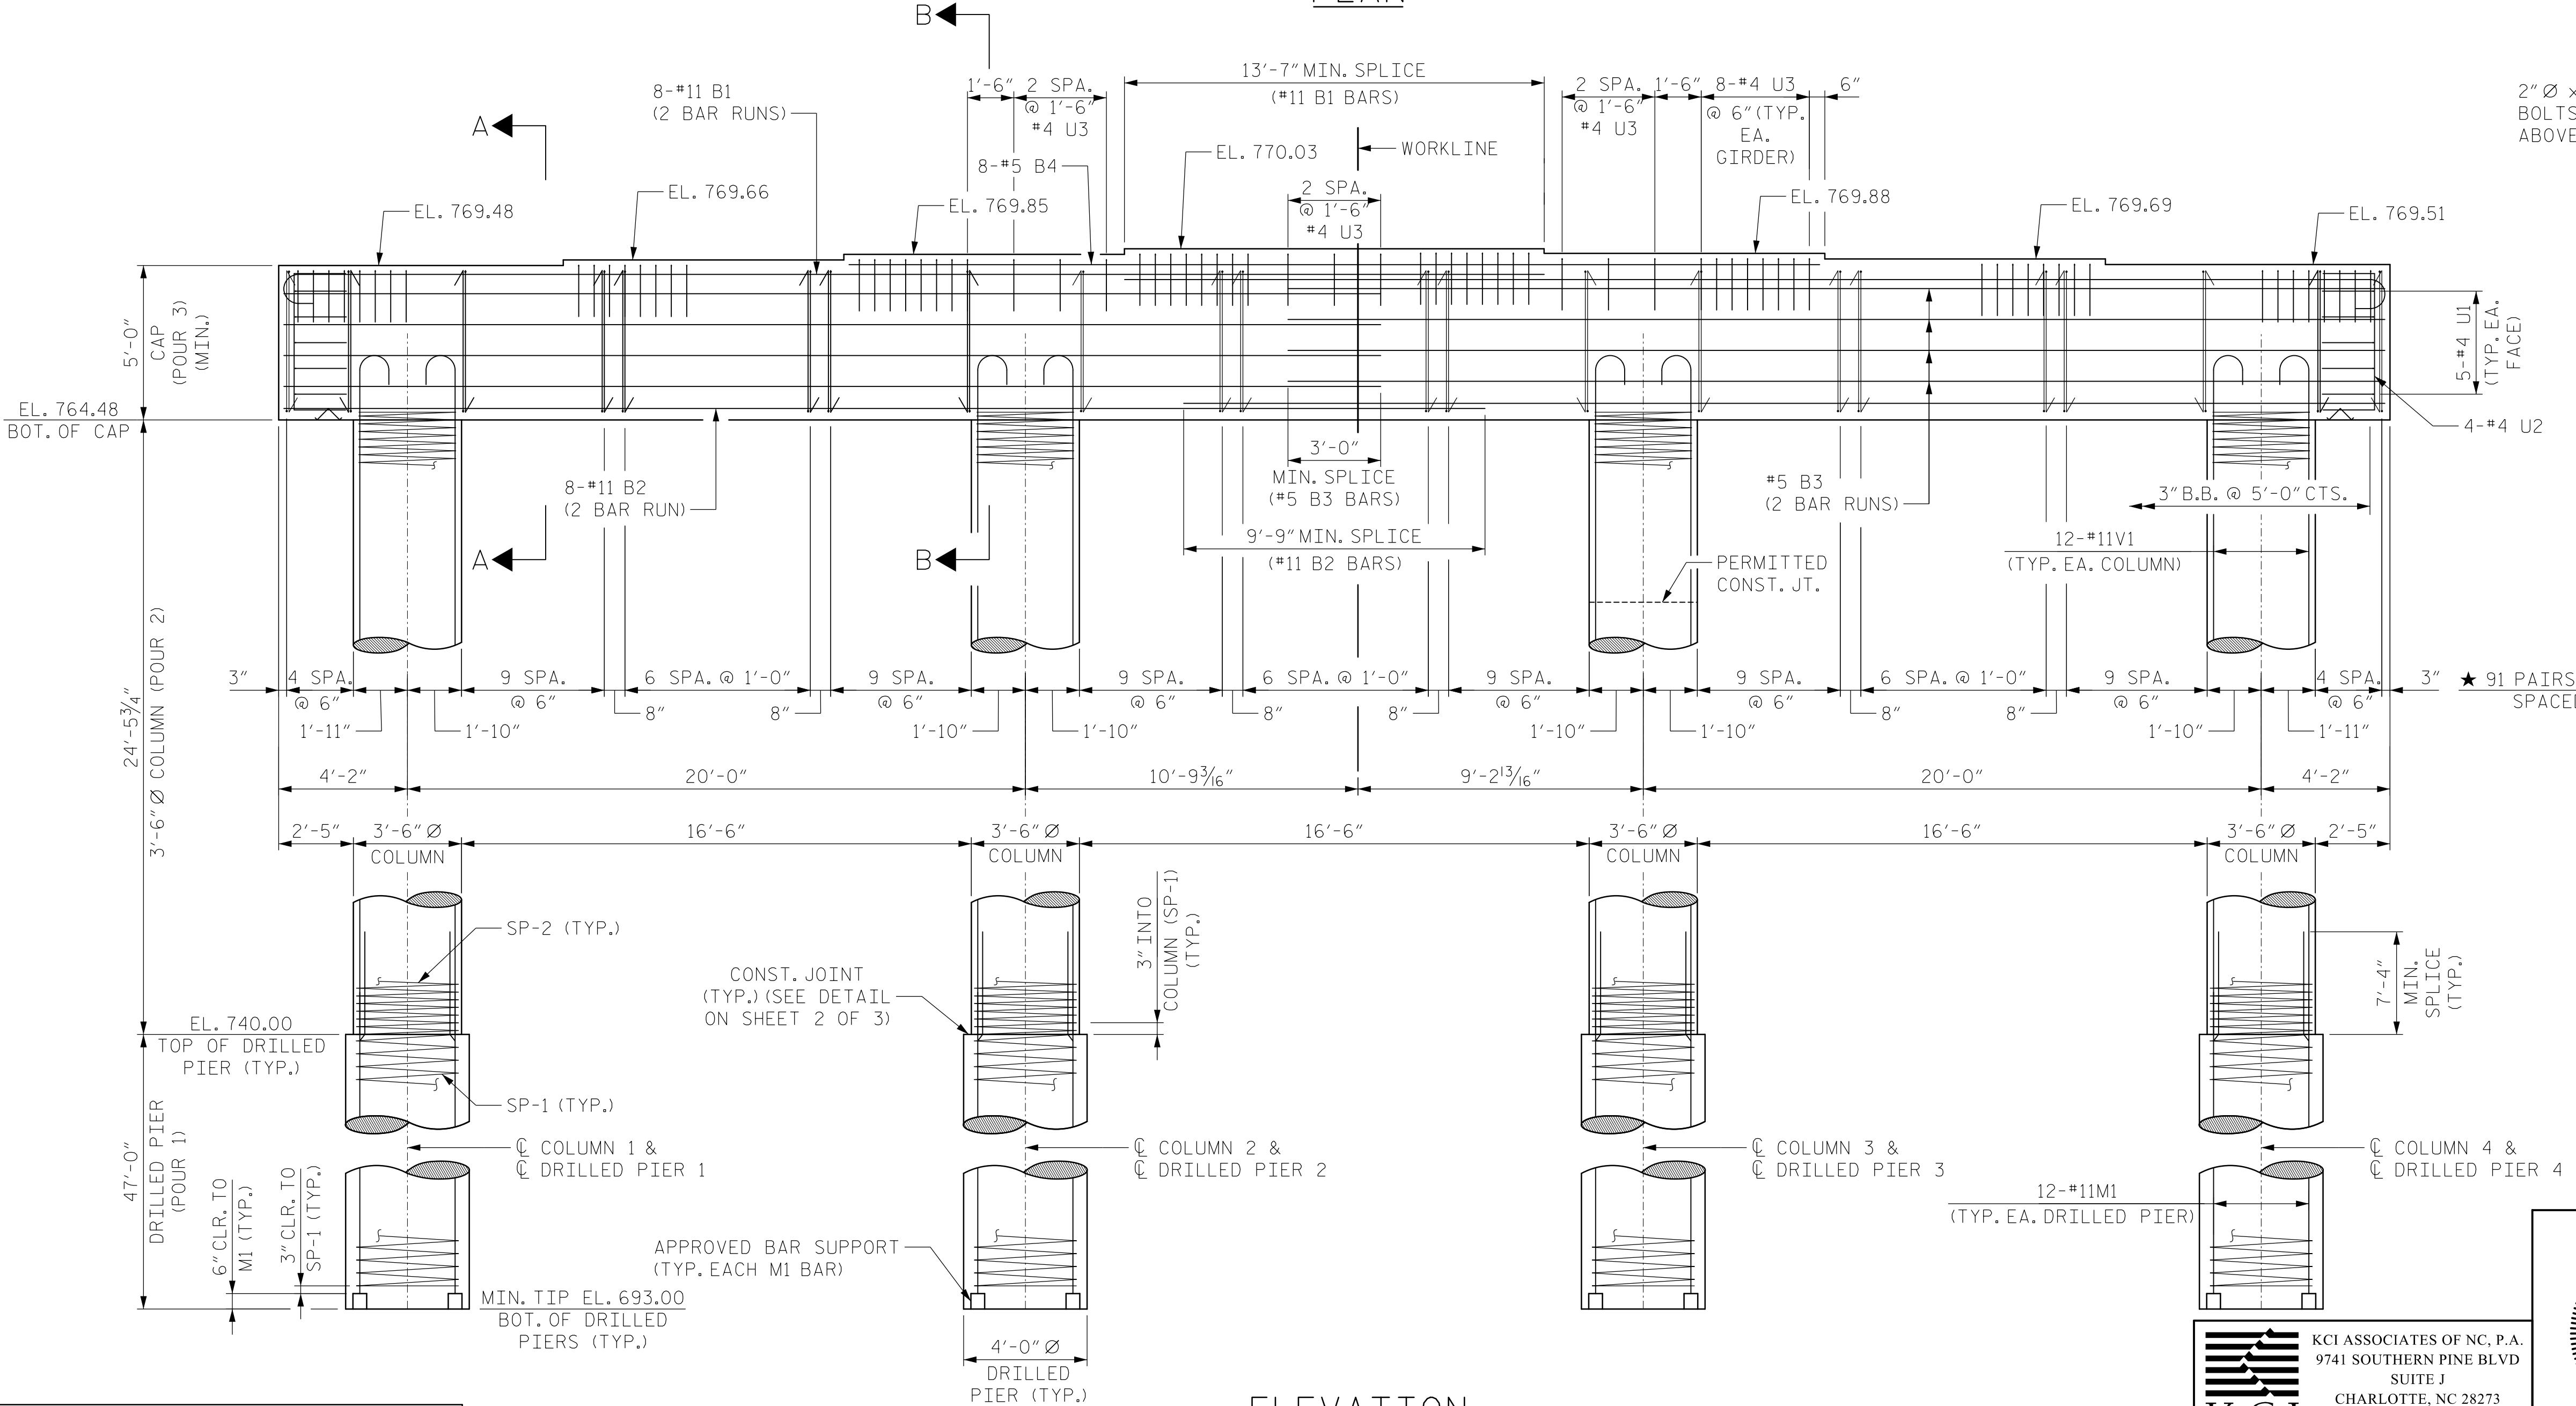 B
13'-7" MIN. SPLICE
(#11 B1 BARS)
1'-6"
2 SPA.
@ 1'-6"
#4 U3
2 SPA.
@ 1'-6"
#4 U3
1'-6"
8-#4 U3
@ 6" (TYP.
EA.
GIRDER)
6"
2" Ø
BOLTS
ABOVE
8-#11 B1
(2 BAR RUNS)
A
8-#5 B4
EL. 770.03
WORKLINE
2 SPA.
@ 1'-6"
#4 U3
EL. 769.48
EL. 769.66
EL. 769.85
EL. 769.88
EL. 769.69
EL. 769.51
5'-0"
CAP
(POUR 3)
(MIN.)
5-#4 U1
(TYP. EA.
FACE)
EL. 764.48
BOT. OF CAP
4-#4 U2
3'-0"
MIN. SPLICE
(#5 B3 BARS)
8-#11 B2
(2 BAR RUN)
#5 B3
(2 BAR RUNS)
3" B.B. @ 5'-0" CTS.
9'-9" MIN. SPLICE
(#11 B2 BARS)
A
B
12-#11V1
(TYP. EA. COLUMN)
PERMITTED
CONST. JT.
24'-5¾"
3'-6" Ø COLUMN (POUR 2)
3"
4 SPA.
@ 6"
9 SPA.
@ 6"
6 SPA. @ 1'-0"
9 SPA.
@ 6"
9 SPA.
@ 6"
6 SPA. @ 1'-0"
9 SPA.
@ 6"
9 SPA.
@ 6"
6 SPA. @ 1'-0"
9 SPA.
@ 6"
4 SPA.
@ 6"
3"
★ 91 PAIRS
8"
8"
8"
8"
8"
8"
1'-11"
1'-10"
1'-10"
1'-10"
1'-10"
1'-10"
1'-10"
1'-11"
4'-2"
20'-0"
10'-9 3/16"
9'-2 13/16"
20'-0"
4'-2"
2'-5"
3'-6" Ø
COLUMN
16'-6"
3'-6" Ø
COLUMN
16'-6"
3'-6" Ø
COLUMN
16'-6"
3'-6" Ø
COLUMN
2'-5"
SP-2 (TYP.)
3" INTO
COLUMN (SP-1)
(TYP.)
CONST. JOINT
(TYP.) (SEE DETAIL
ON SHEET 2 OF 3)
7'-4"
MIN.
SPLICE
(TYP.)
EL. 740.00
TOP OF DRILLED
PIER (TYP.)
SP-1 (TYP.)
47'-0"
DRILLED PIER
(POUR 1)
6" CLR. TO
M1 (TYP.)
3" CLR. TO
SP-1 (TYP.)
℄ COLUMN 1 &
℄ DRILLED PIER 1
℄ COLUMN 2 &
℄ DRILLED PIER 2
℄ COLUMN 3 &
℄ DRILLED PIER 3
℄ COLUMN 4 &
℄ DRILLED PIER 4
12-#11M1
(TYP. EA. DRILLED PIER)
APPROVED BAR SUPPORT
(TYP. EACH M1 BAR)
MIN. TIP EL. 693.00
BOT. OF DRILLED
PIERS (TYP.)
4'-0" Ø
DRILLED
PIER (TYP.)
KCI ASSOCIATES OF NC, P.A.
9741 SOUTHERN PINE BLVD
SUITE J
CHARLOTTE, NC 28273
ELEVATION